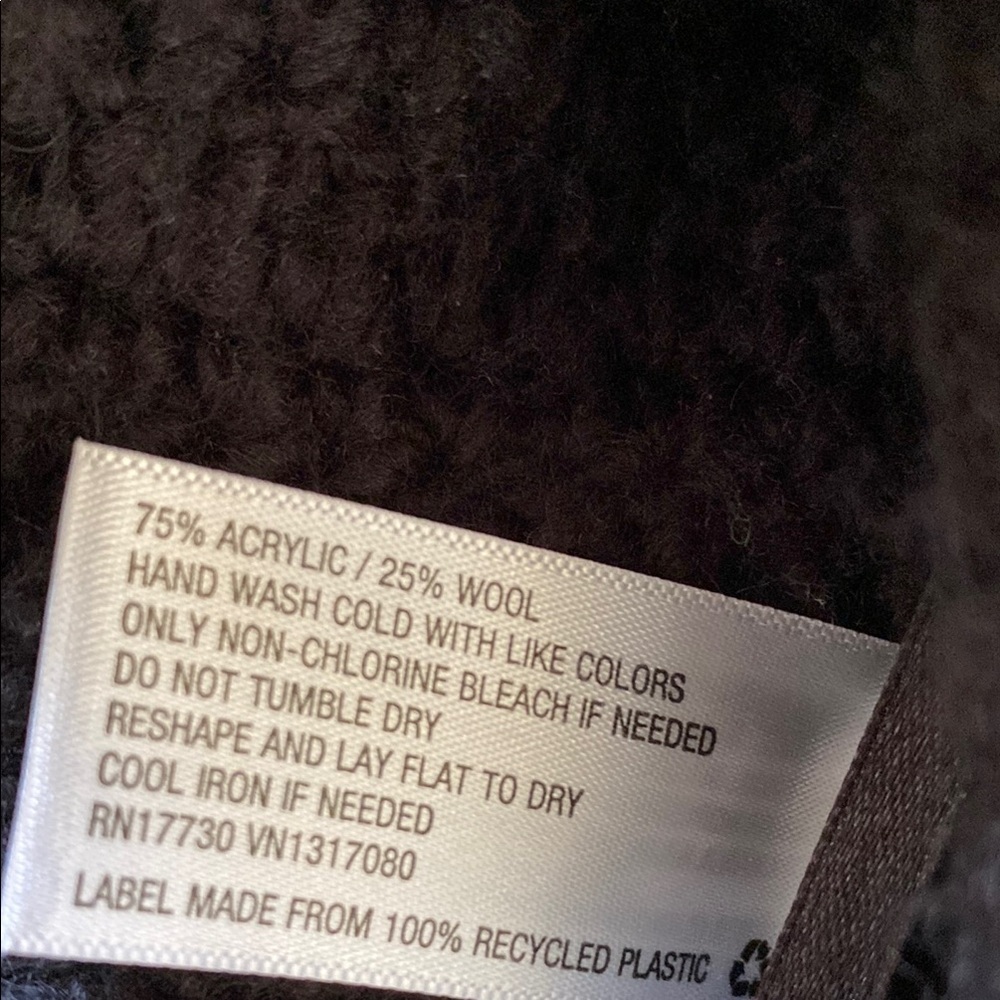 75% ACRYLIC / 25% WOOL
HAND WASH COLD WITH LIKE COLORS
ONLY NON-CHLORINE BLEACH IF NEEDED
DO NOT TUMBLE DRY
RESHAPE AND LAY FLAT TO DRY
COOL IRON IF NEEDED
RN17730 VN1317080
LABEL MADE FROM 100% RECYCLED PLASTIC